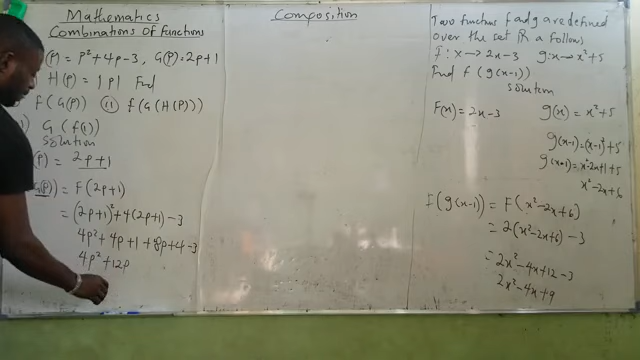 Mathematics
Combinations of Functions
(P) = P² + 4P - 3, G(P) = 2P + 1
H(P) = |P| Find
F(G(P)) (ii) f(G(H(P)))
G(f(1))
Solution
(P) = 2P + 1
G(P)) = F(2P+1)
= (2P+1)² + 4(2P+1) - 3
4P² + 4P + 1 + 8P + 4 - 3
4P² + 12P
Composition
Two functions f and g are defined
over the set R a follows
F: x → 2x - 3 g: x → x² + 5
Find f(g(x-1))
solution
F(x) = 2x - 3 g(x) = x² + 5
g(x-1) = (x-1)² + 5
g(x-1) = x² - 2x + 1 + 5
x² - 2x + 6
F(g(x-1)) = F(x² - 2x + 6)
= 2(x² - 2x + 6) - 3
= 2x² - 4x + 12 - 3
2x² - 4x + 9